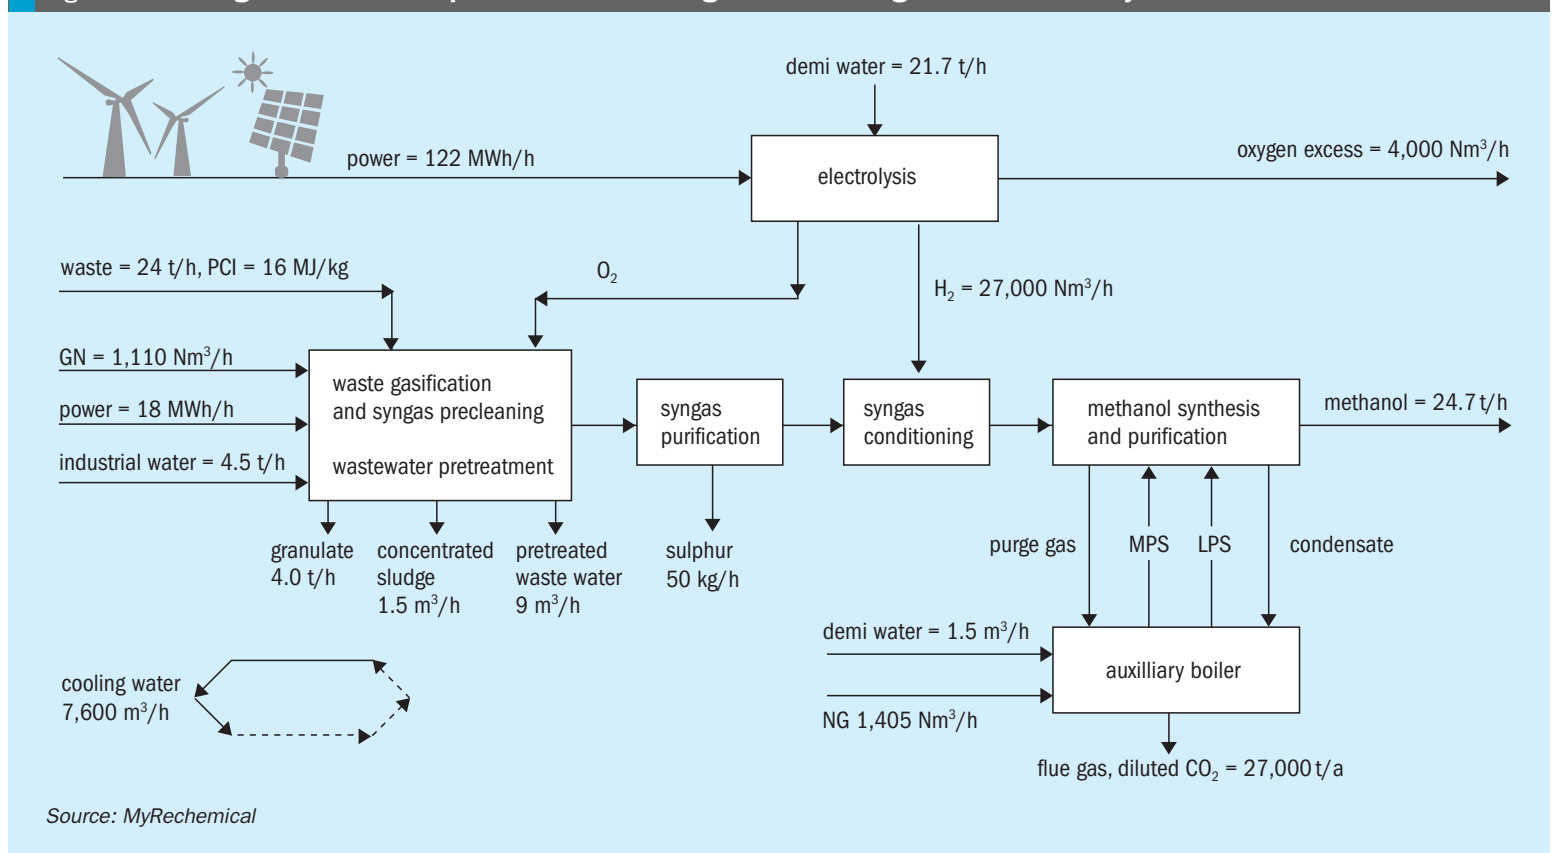 demi water = 21.7 t/h
power = 122 MWh/h
electrolysis
oxygen excess = 4,000 Nm³/h
waste = 24 t/h, PCI = 16 MJ/kg
O₂
H₂ = 27,000 Nm³/h
GN = 1,110 Nm³/h
power = 18 MWh/h
industrial water = 4.5 t/h
waste gasification
and syngas precleaning
wastewater pretreatment
syngas
purification
syngas
conditioning
methanol synthesis
and purification
methanol = 24.7 t/h
granulate
4.0 t/h
concentrated
sludge
1.5 m³/h
pretreated
waste water
9 m³/h
sulphur
50 kg/h
purge gas
MPS
LPS
condensate
demi water = 1.5 m³/h
NG 1,405 Nm³/h
auxilliary boiler
flue gas, diluted CO₂ = 27,000 t/a
cooling water
7,600 m³/h
Source: MyRechemical